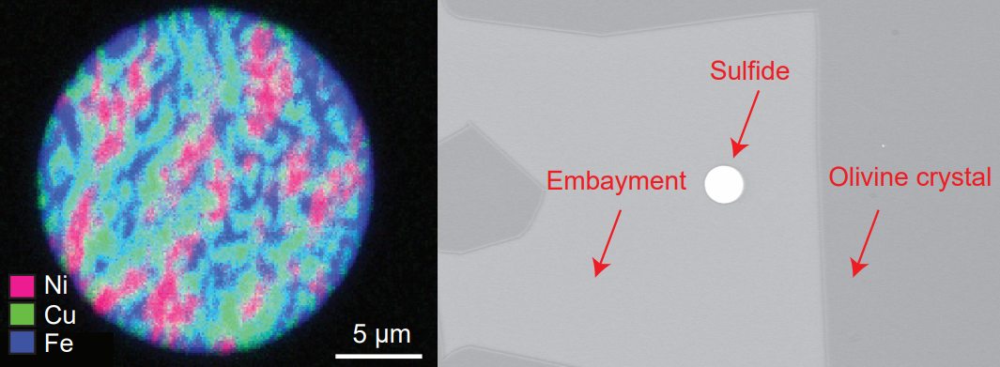 Ni
Cu
Fe
5 μm
Sulfide
Embayment
Olivine crystal